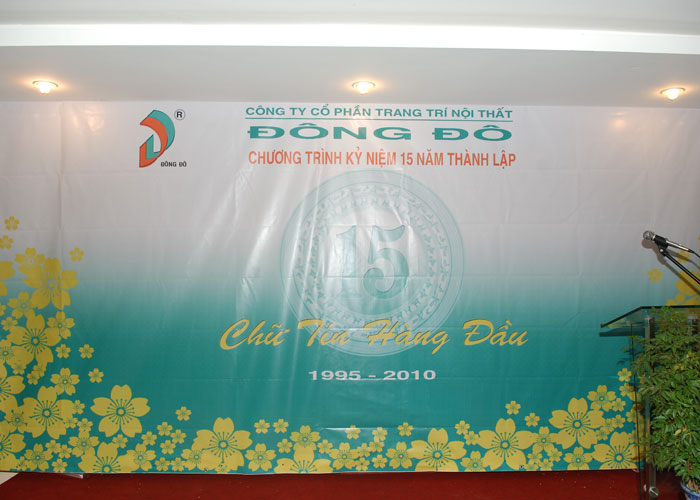 CÔNG TY CỔ PHẦN TRANG TRÍ NỘI THẤT
ĐÔNG ĐÔ
CHƯƠNG TRÌNH KỶ NIỆM 15 NĂM THÀNH LẬP
®
ĐÔNG ĐÔ
15
Chữ Tín Hàng Đầu
1995 - 2010